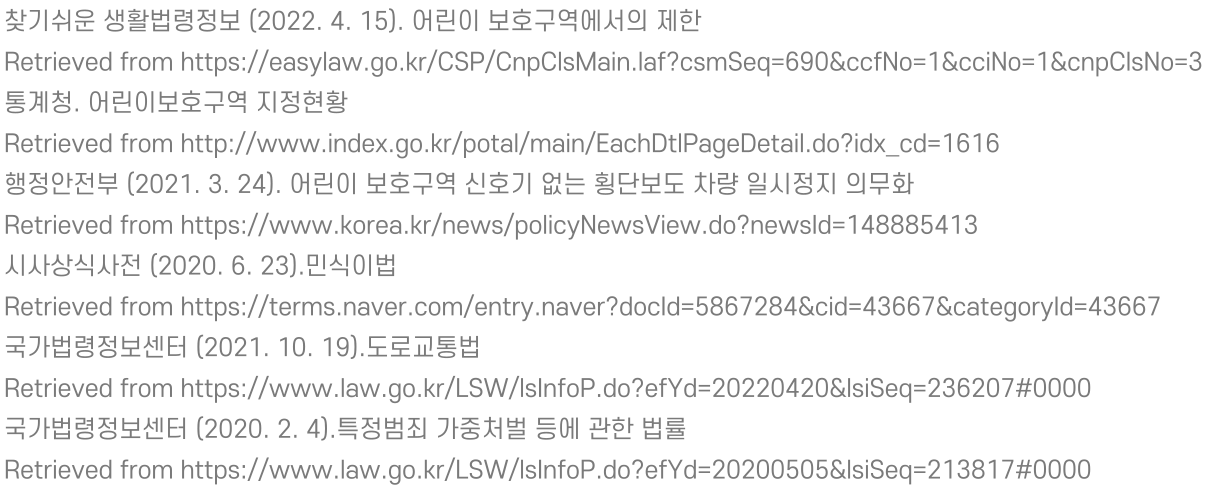 찾기쉬운 생활법령정보 (2022. 4. 15). 어린이 보호구역에서의 제한
Retrieved from https://easylaw.go.kr/CSP/CnpClsMain.laf?csmSeq=690&ccfNo=1&cciNo=1&cnpClsNo=3
통계청. 어린이보호구역 지정현황
Retrieved from http://www.index.go.kr/potal/main/EachDtlPageDetail.do?idx_cd=1616
행정안전부 (2021. 3. 24). 어린이 보호구역 신호기 없는 횡단보도 차량 일시정지 의무화
Retrieved from https://www.korea.kr/news/policyNewsView.do?newsId=148885413
시사상식사전 (2020. 6. 23).민식이법
Retrieved from https://terms.naver.com/entry.naver?docId=5867284&cid=43667&categoryId=43667
국가법령정보센터 (2021. 10. 19).도로교통법
Retrieved from https://www.law.go.kr/LSW/lsInfoP.do?efYd=20220420&lsiSeq=236207#0000
국가법령정보센터 (2020. 2. 4).특정범죄 가중처벌 등에 관한 법률
Retrieved from https://www.law.go.kr/LSW/lsInfoP.do?efYd=20200505&lsiSeq=213817#0000